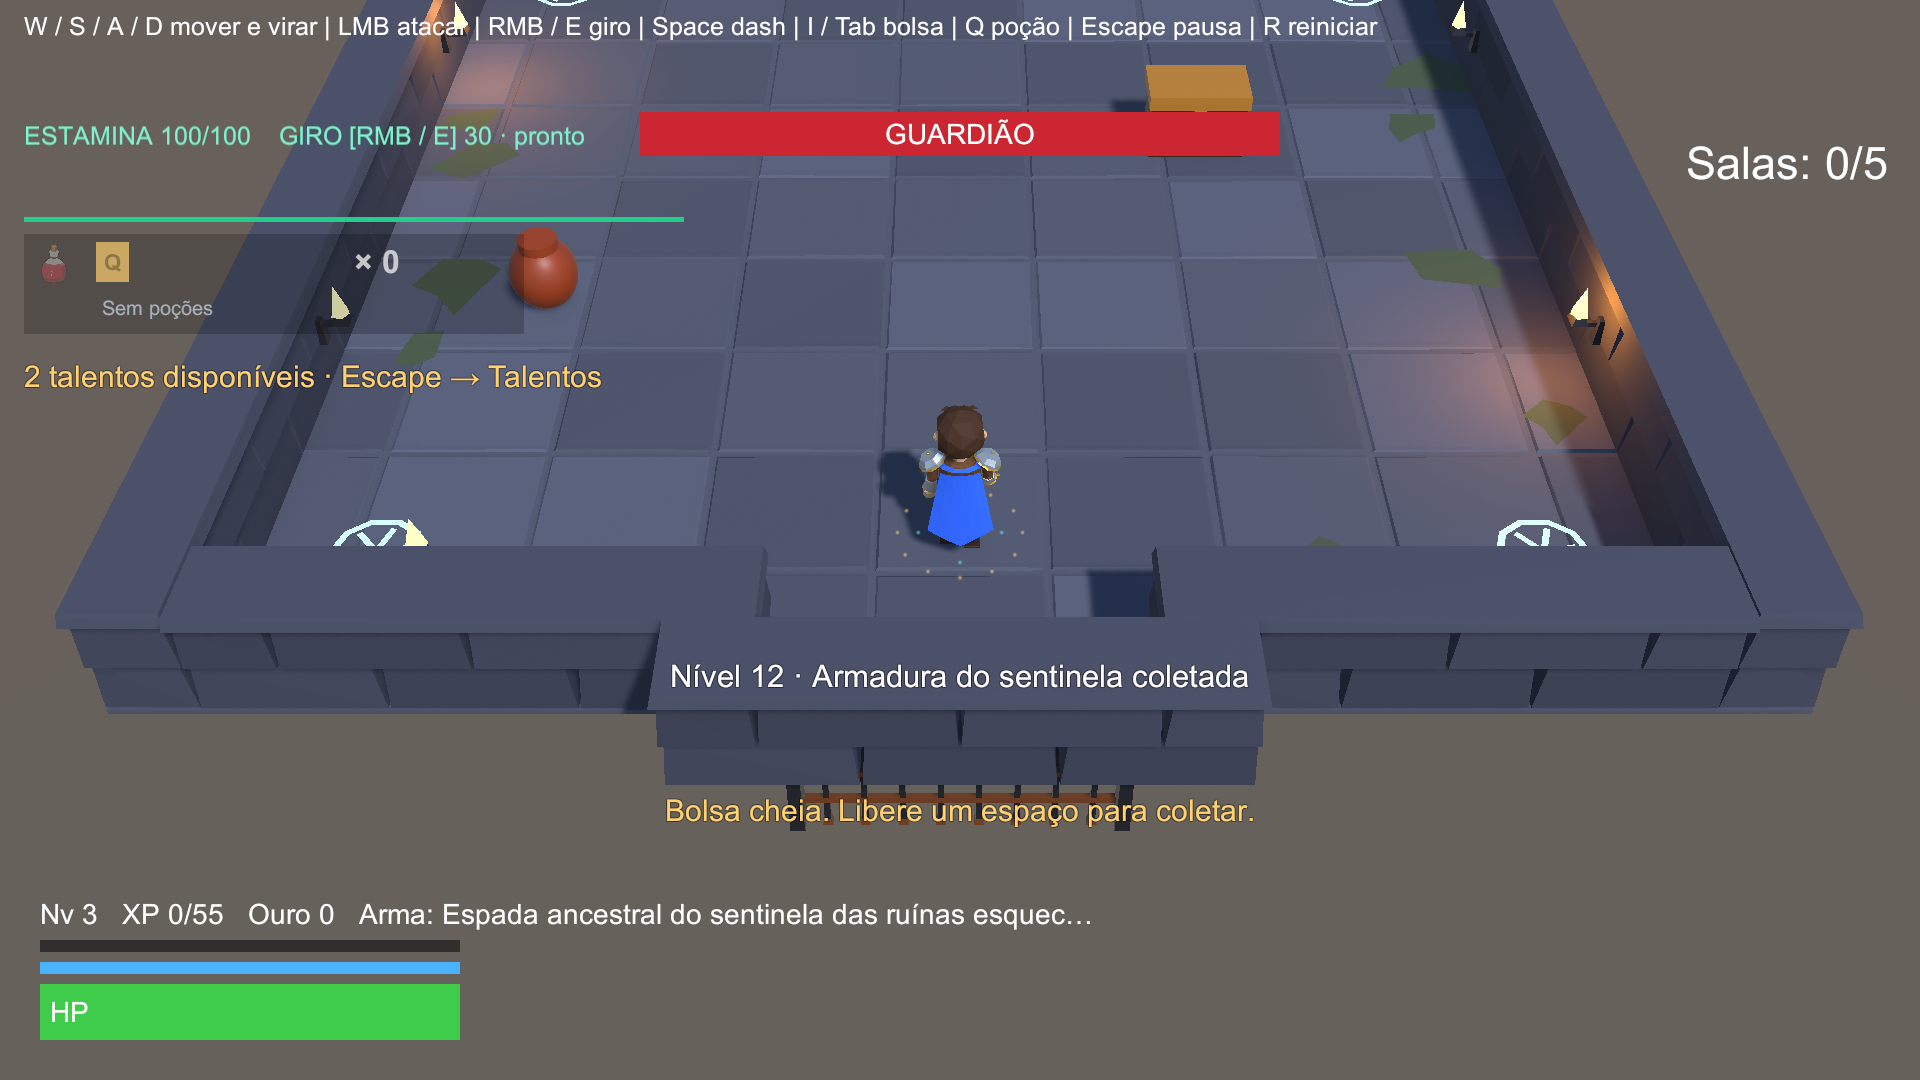 W / S / A / D mover e virar | LMB atacar | RMB / E giro | Space dash | I / Tab bolsa | Q poção | Escape pausa | R reiniciar
ESTAMINA 100/100 GIRO [RMB / E] 30 · pronto
GUARDIÃO
Salas: 0/5
Q × 0
Sem poções
2 talentos disponíveis · Escape → Talentos
Nível 12 · Armadura do sentinela coletada
Bolsa cheia. Libere um espaço para coletar.
Nv 3 XP 0/55 Ouro 0 Arma: Espada ancestral do sentinela das ruínas esquec…
HP